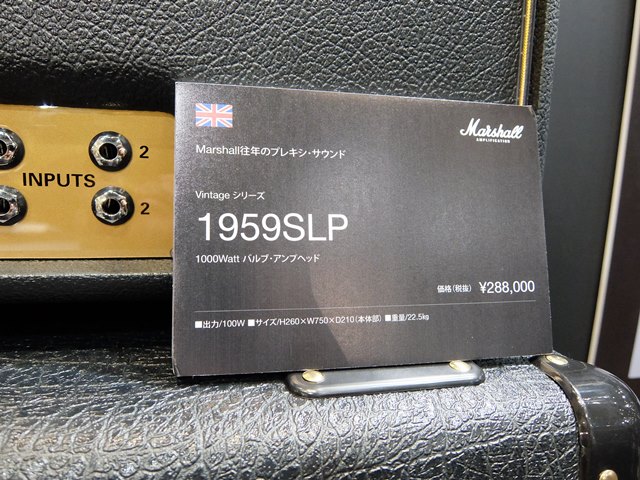 INPUTS
2
2
Marshall
AMPLIFICATION
Marshall往年のプレキシ・サウンド
Vintage シリーズ
1959SLP
1000Watt バルブ・アンプヘッド
価格(税抜) ¥288,000
■出力/100W ■サイズ/H260×W750×D210(本体部) ■重量/22.5kg